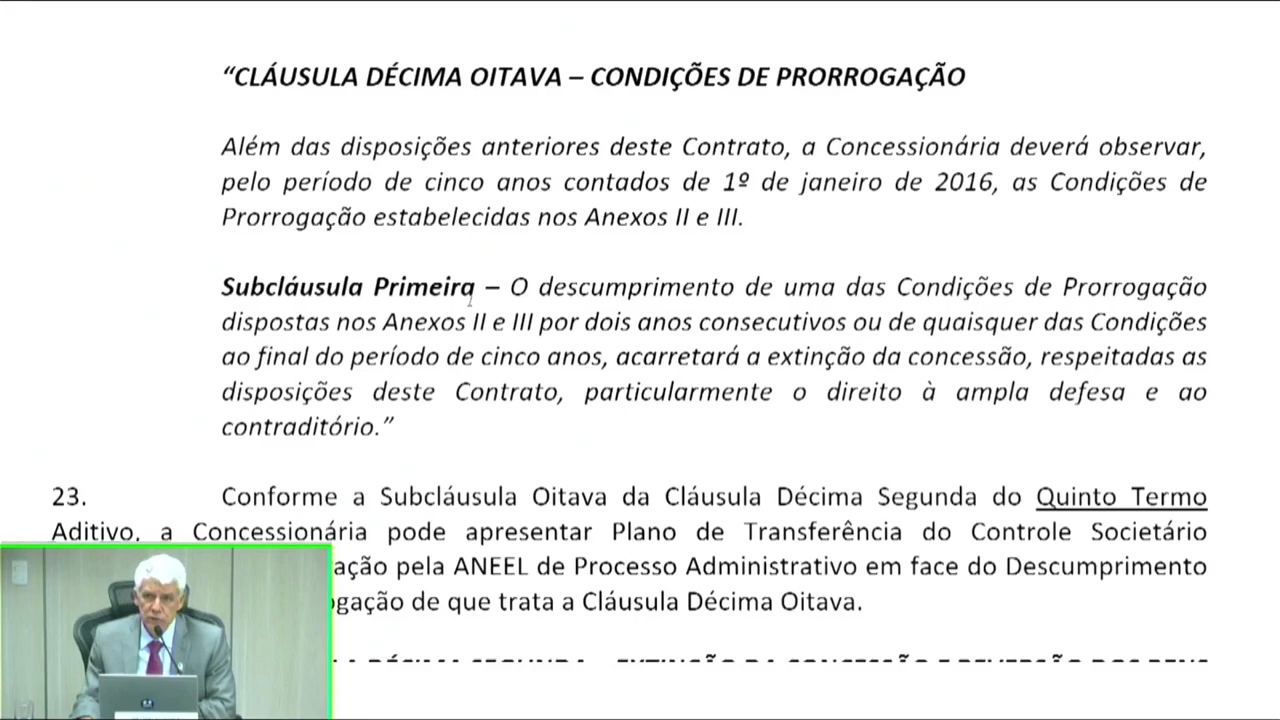 “CLÁUSULA DÉCIMA OITAVA – CONDIÇÕES DE PRORROGAÇÃO
Além das disposições anteriores deste Contrato, a Concessionária deverá observar,
pelo período de cinco anos contados de 1º de janeiro de 2016, as Condições de
Prorrogação estabelecidas nos Anexos II e III.
Subcláusula Primeira – O descumprimento de uma das Condições de Prorrogação
dispostas nos Anexos II e III por dois anos consecutivos ou de quaisquer das Condições
ao final do período de cinco anos, acarretará a extinção da concessão, respeitadas as
disposições deste Contrato, particularmente o direito à ampla defesa e ao
contraditório.”
23. Conforme a Subcláusula Oitava da Cláusula Décima Segunda do Quinto Termo
Aditivo, a Concessionária pode apresentar Plano de Transferência do Controle Societário
ação pela ANEEL de Processo Administrativo em face do Descumprimento
ogação de que trata a Cláusula Décima Oitava.